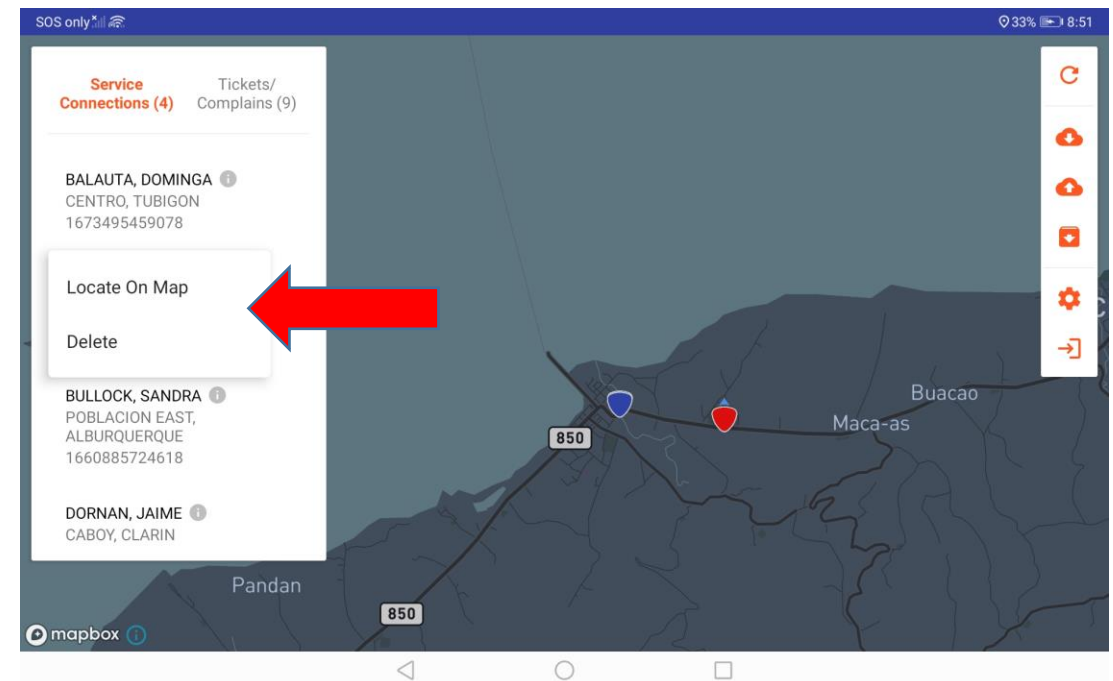 SOS only
33% 8:51
Service
Connections (4)
Tickets/
Complains (9)
BALAUTA, DOMINGA
CENTRO, TUBIGON
1673495459078
Locate On Map
Delete
BULLOCK, SANDRA
POBLACION EAST,
ALBURQUERQUE
1660885724618
DORNAN, JAIME
CABOY, CLARIN
Buacao
Maca-as
850
Pandan
850
mapbox